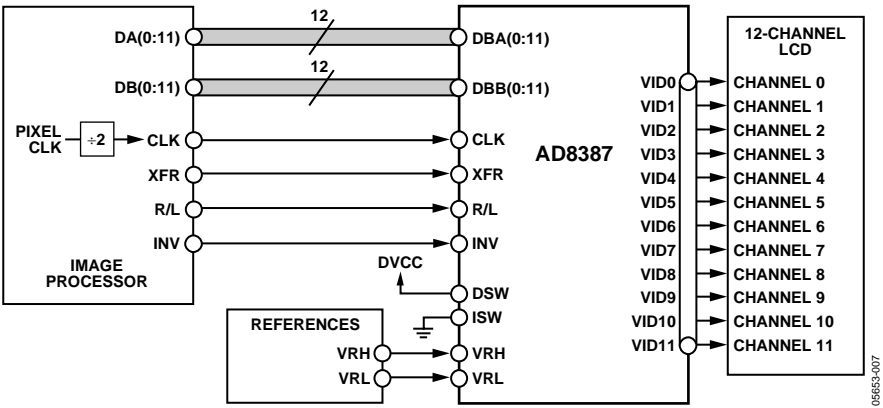 12
DA(0:11)
DBA(0:11)
12
DB(0:11)
DBB(0:11)
PIXEL
CLK
÷2
CLK
CLK
XFR
XFR
R/L
R/L
INV
INV
IMAGE
PROCESSOR
DVCC
DSW
ISW
REFERENCES
VRH
VRH
VRL
VRL
AD8387
12-CHANNEL
LCD
VID0 CHANNEL 0
VID1 CHANNEL 1
VID2 CHANNEL 2
VID3 CHANNEL 3
VID4 CHANNEL 4
VID5 CHANNEL 5
VID6 CHANNEL 6
VID7 CHANNEL 7
VID8 CHANNEL 8
VID9 CHANNEL 9
VID10 CHANNEL 10
VID11 CHANNEL 11
05653-007